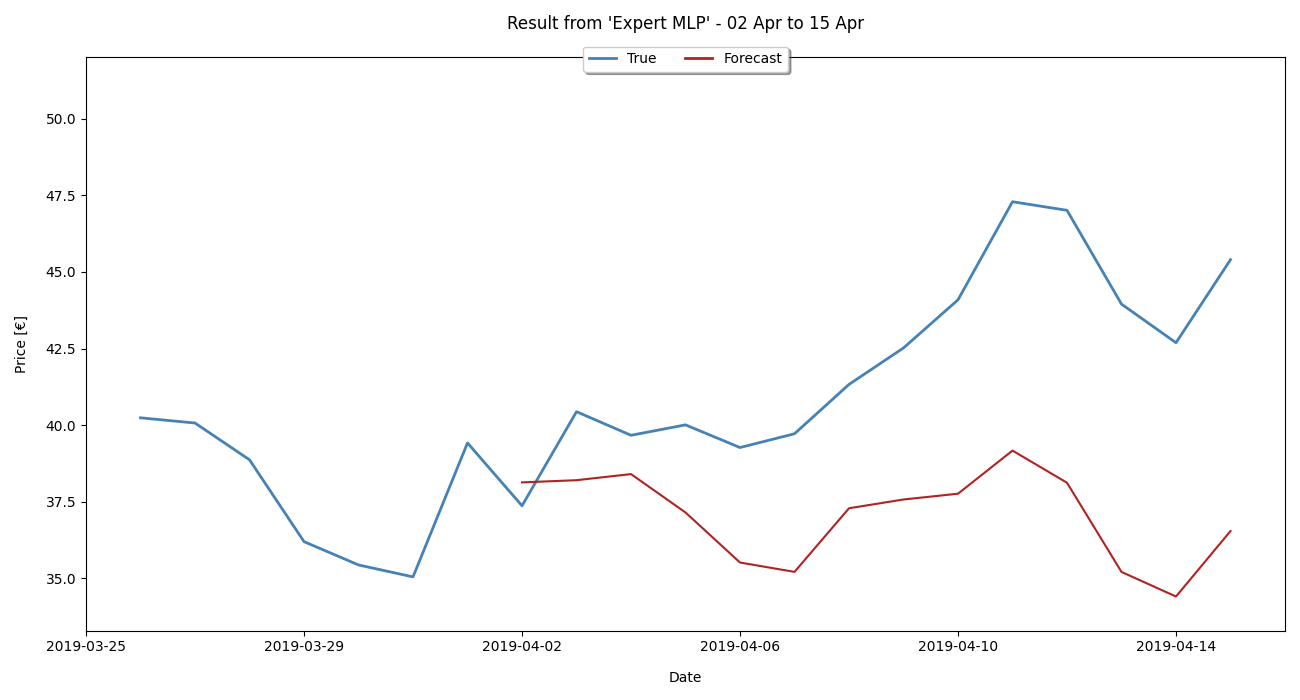 Result from 'Expert MLP' - 02 Apr to 15 Apr
True Forecast
50.0
47.5
45.0
42.5
40.0
37.5
35.0
Price [€]
2019-03-25 2019-03-29 2019-04-02 2019-04-06 2019-04-10 2019-04-14
Date